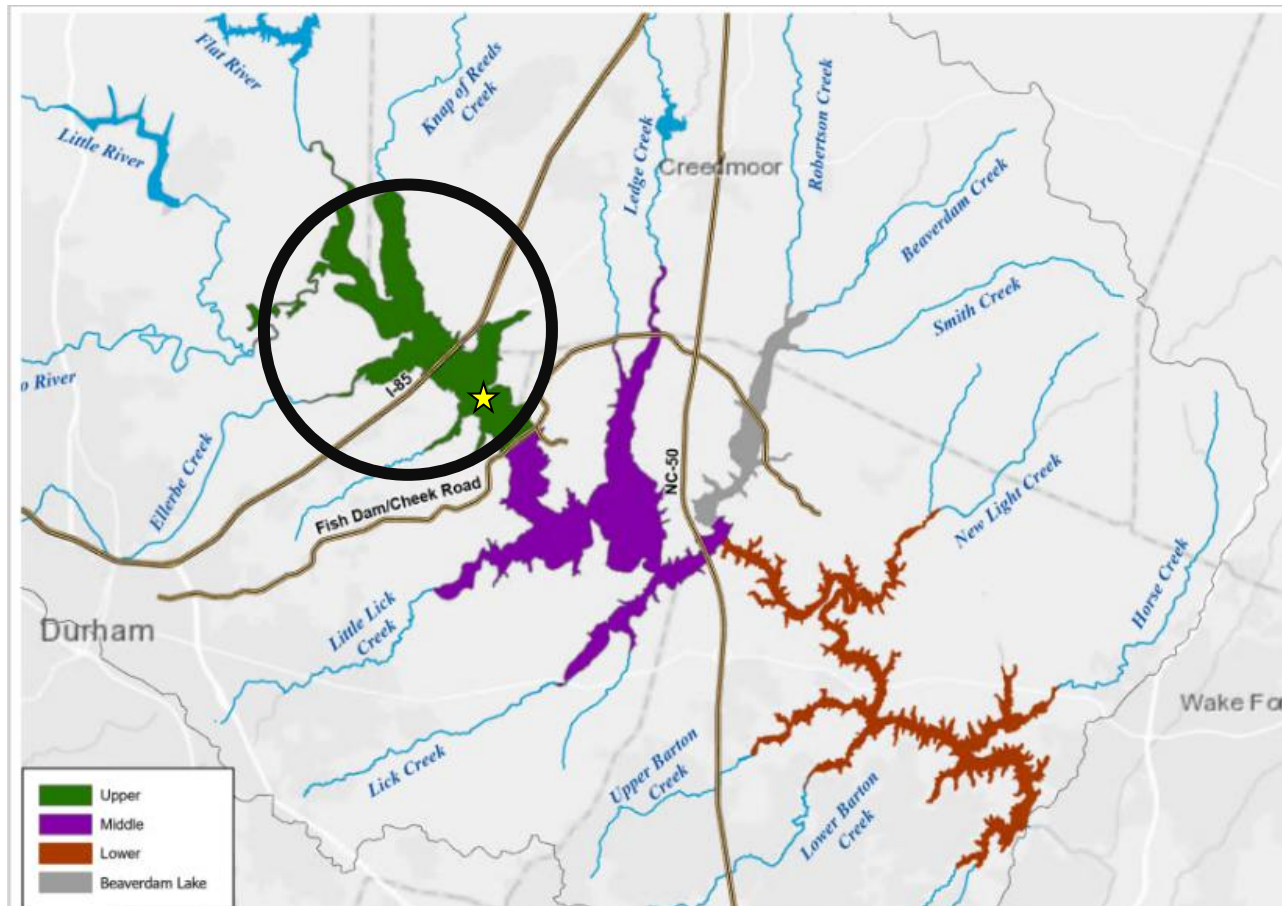 Flat River
Knap of Reeds
Creek
Little River
Ledge Creek
Creedmoor
Robertson Creek
Beaverdam Creek
Smith Creek
o River
I-85
Ellerbe Creek
Fish Dam/Cheek Road
NC-50
New Light Creek
Horse Creek
Durham
Little Lick
Creek
Wake Fo
Lick Creek
Upper Barton
Creek
Lower Barton
Creek
Upper
Middle
Lower
Beaverdam Lake